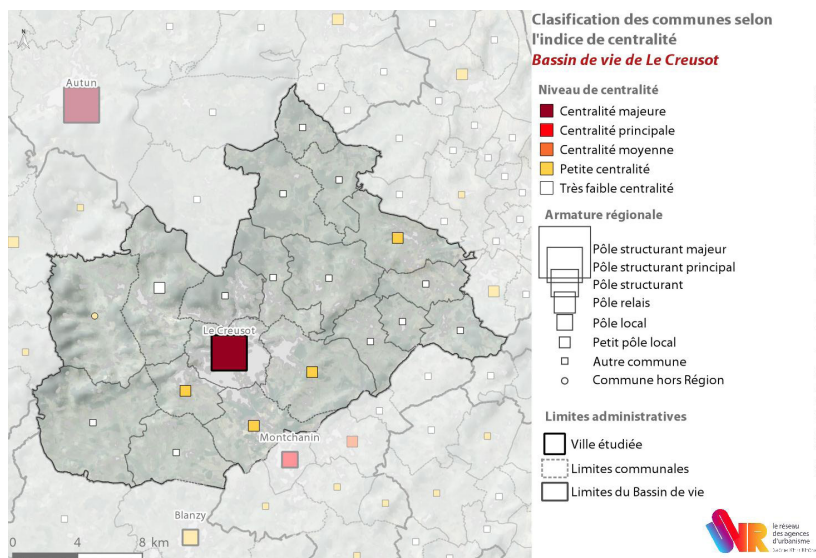 Clasification des communes selon
l'indice de centralité
Bassin de vie de Le Creusot
Niveau de centralité
Centralité majeure
Centralité principale
Centralité moyenne
Petite centralité
Très faible centralité
Armature régionale
Pôle structurant majeur
Pôle structurant principal
Pôle structurant
Pôle relais
Pôle local
Petit pôle local
Autre commune
Commune hors Région
Limites administratives
Ville étudiée
Limites communales
Limites du Bassin de vie
N
Autun
Le Creusot
Montchanin
Blanzy
0 4 8 km
le réseau
des agences
d'urbanisme